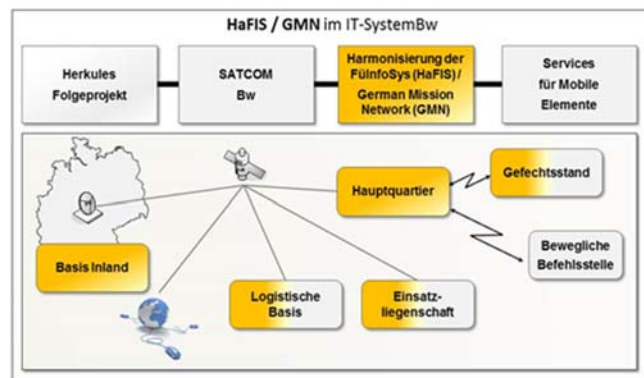 HaFIS / GMN im IT-SystemBw
Herkules
Folgeprojekt
SATCOM
Bw
Harmonisierung der
FüInfoSys (HaFIS) /
German Mission
Network (GMN)
Services
für Mobile
Elemente
Hauptquartier
Gefechtsstand
Bewegliche
Befehlsstelle
Basis Inland
Logistische
Basis
Einsatz-
liegenschaft